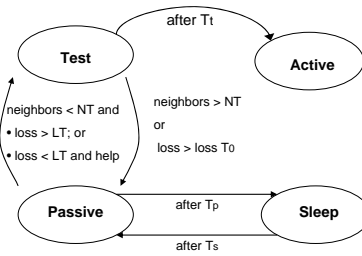 after Tt
Test
Active
neighbors < NT and
• loss > LT; or
• loss < LT and help
neighbors > NT
or
loss > loss T0
Passive
after Tp
Sleep
after Ts